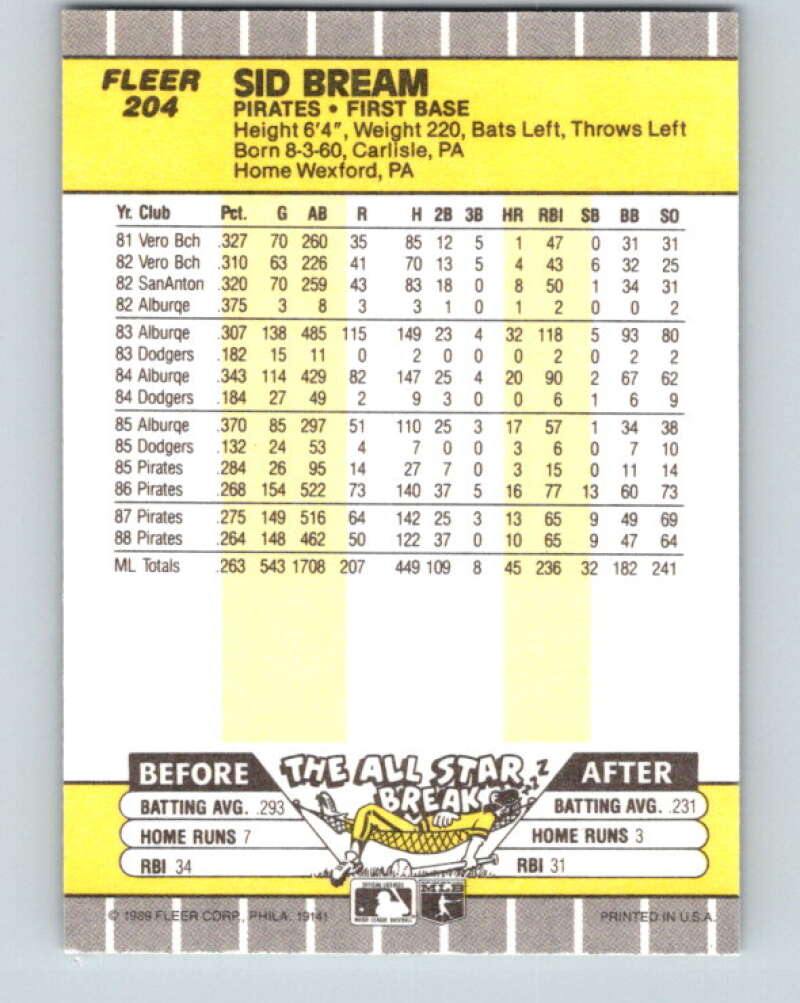 FLEER
204
SID BREAM
PIRATES • FIRST BASE
Height 6'4", Weight 220, Bats Left, Throws Left
Born 8-3-60, Carlisle, PA
Home Wexford, PA
Yr. Club Pct. G AB R H 2B 3B HR RBI SB BB SO
81 Vero Bch .327 70 260 35 85 12 5 1 47 0 31 31
82 Vero Bch .310 63 226 41 70 13 5 4 43 6 32 25
82 SanAnton .320 70 259 43 83 18 0 8 50 1 34 31
82 Alburqe .375 3 8 3 3 1 0 1 2 0 0 2
83 Alburqe .307 138 485 115 149 23 4 32 118 5 93 80
83 Dodgers .182 15 11 0 2 0 0 0 2 0 2 2
84 Alburqe .343 114 429 82 147 25 4 20 90 2 67 62
84 Dodgers .184 27 49 2 9 3 0 0 6 1 6 9
85 Alburqe .370 85 297 51 110 25 3 17 57 1 34 38
85 Dodgers .132 24 53 4 7 0 0 3 6 0 7 10
85 Pirates .284 26 95 14 27 7 0 3 15 0 11 14
86 Pirates .268 154 522 73 140 37 5 16 77 13 60 73
87 Pirates .275 149 516 64 142 25 3 13 65 9 49 69
88 Pirates .264 148 462 50 122 37 0 10 65 9 47 64
ML Totals .263 543 1708 207 449 109 8 45 236 32 182 241
BEFORE THE ALL STAR BREAK Z Z Z AFTER
BATTING AVG. .293 BATTING AVG. .231
HOME RUNS 7 HOME RUNS 3
RBI 34 RBI 31
OFFICIAL LICENSEE
MAJOR LEAGUE BASEBALL
MLB
© 1989 FLEER CORP., PHILA. 19141 PRINTED IN U.S.A.